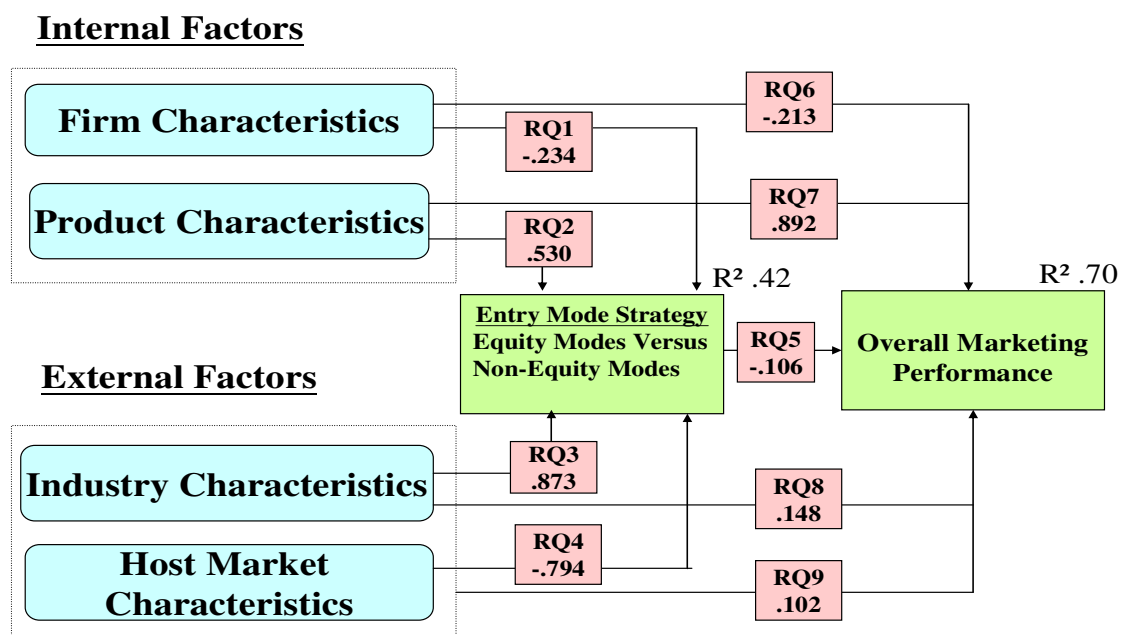 Internal Factors
Firm Characteristics
RQ6
-.213
RQ1
-.234
Product Characteristics
RQ7
.892
RQ2
.530
R² .42
R² .70
Entry Mode Strategy
Equity Modes Versus
Non-Equity Modes
RQ5
-.106
Overall Marketing
Performance
External Factors
Industry Characteristics
RQ3
.873
RQ8
.148
Host Market
Characteristics
RQ4
-.794
RQ9
.102